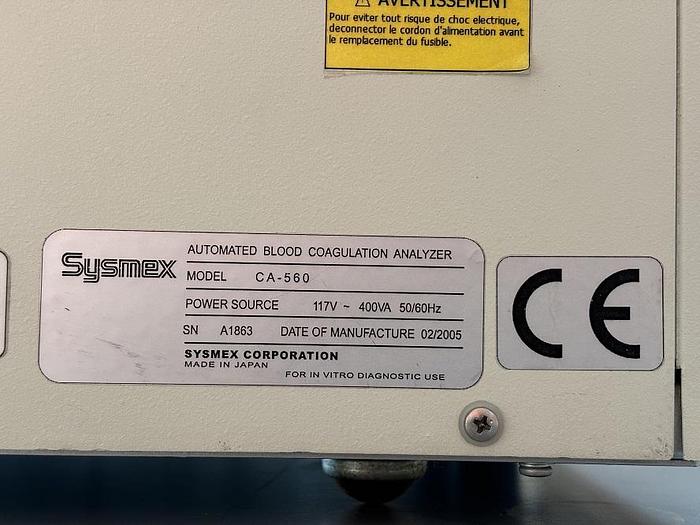 ⚠ AVERTISSEMENT
Pour eviter tout risque de choc electrique,
deconnector le cordon d'alimentation avant
le remplacement du fusible.
Sysmex
AUTOMATED BLOOD COAGULATION ANALYZER
MODEL CA-560
POWER SOURCE 117V ~ 400VA 50/60Hz
SN A1863 DATE OF MANUFACTURE 02/2005
SYSMEX CORPORATION
MADE IN JAPAN
FOR IN VITRO DIAGNOSTIC USE
CE